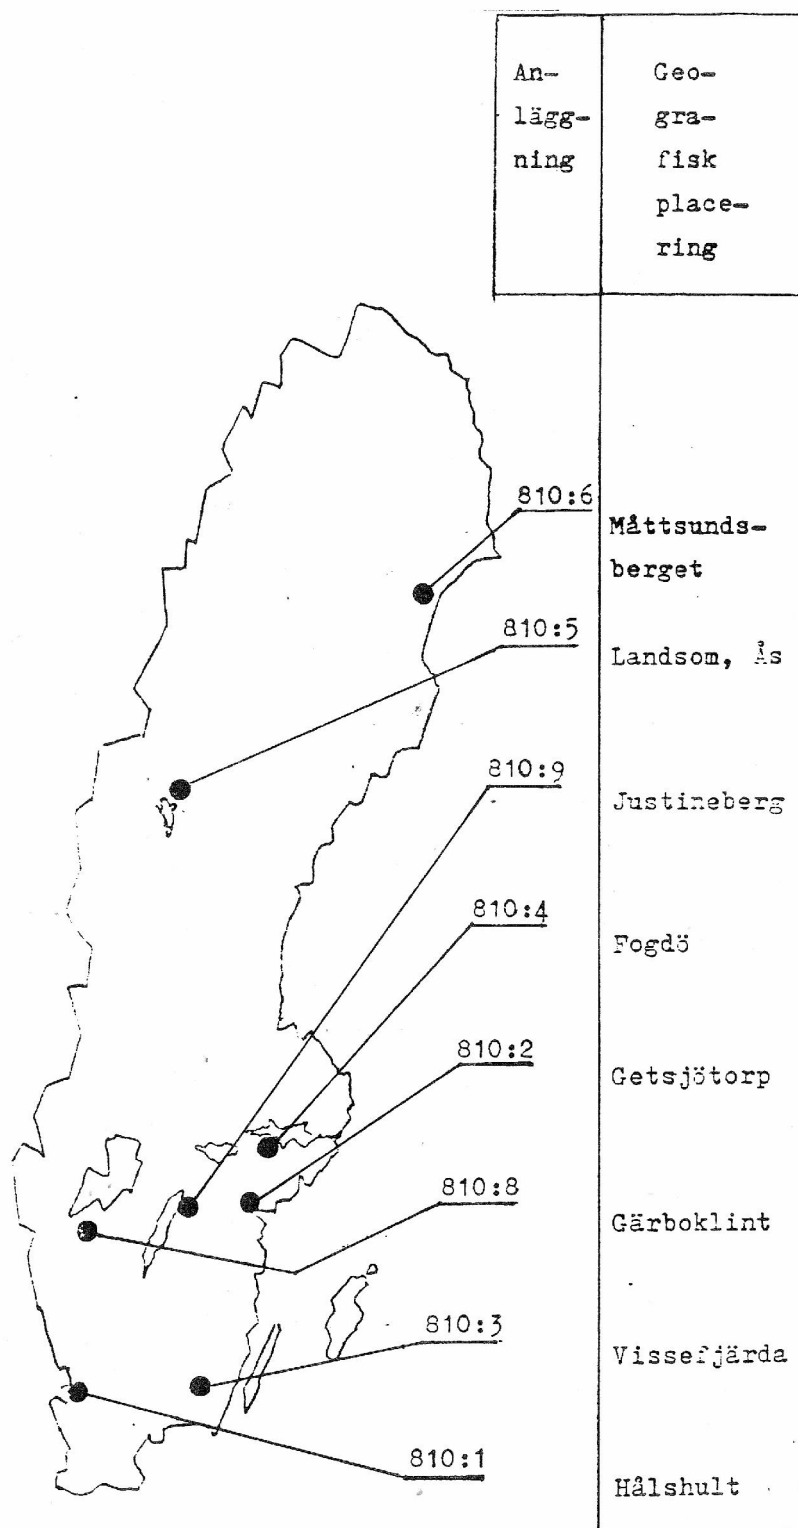 An-
lägg-
ning
Geo-
gra-
fisk
place-
ring
810:6
Måttsunds-
berget
810:5
Landsom, Ås
810:9
Justineberg
810:4
Fogdö
810:2
Getsjötorp
810:8
Gärboklint
810:3
Vissefjärda
810:1
Hålshult